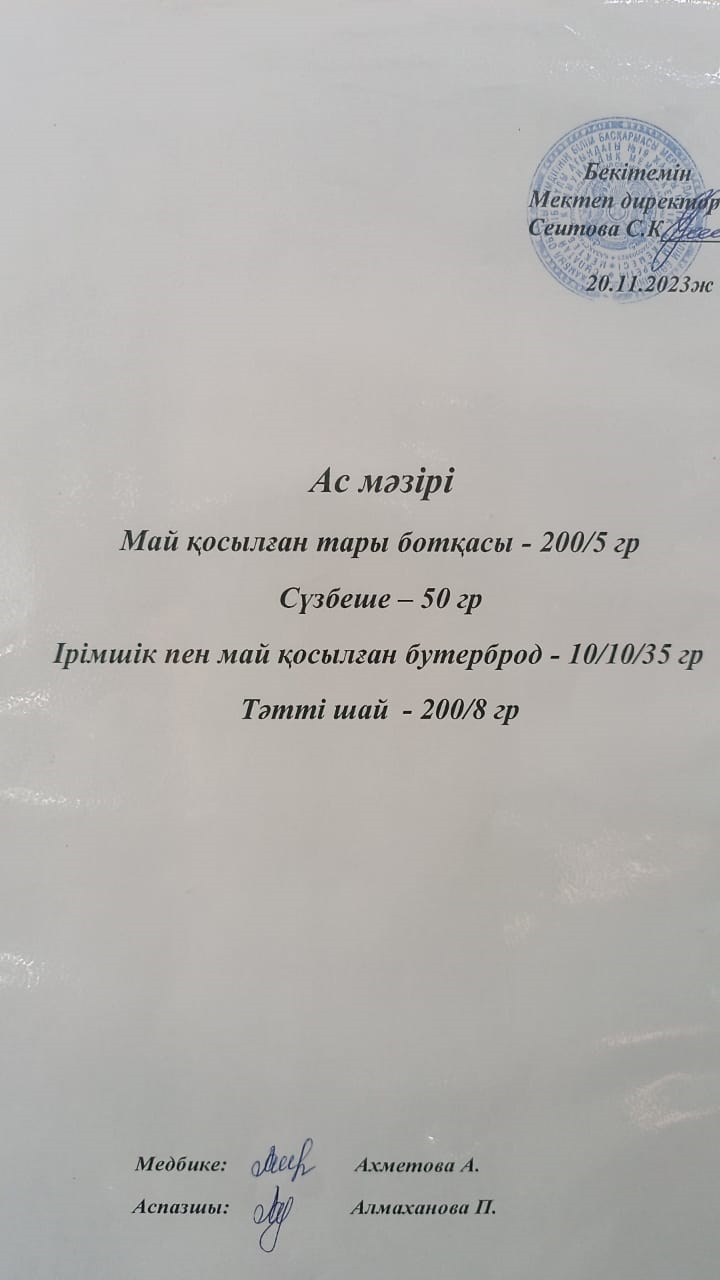 Бекітемін
Мектеп директор
Сеитова С.К
20.11.2023ж
Ас мәзірі
Май қосылған тары ботқасы - 200/5 гр
Сүзбеше – 50 гр
Ірімшік пен май қосылған бутерброд - 10/10/35 гр
Тәтті шай - 200/8 гр
Медбике: Ахметова А.
Аспазшы: Алмаханова П.